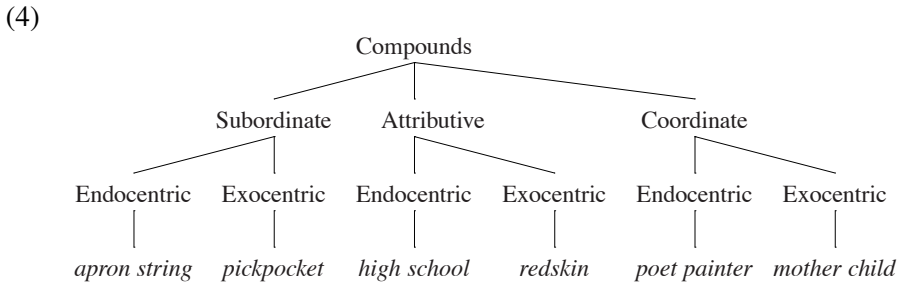 (4)
Compounds
Subordinate Attributive Coordinate
Endocentric Exocentric Endocentric Exocentric Endocentric Exocentric
apron string pickpocket high school redskin poet painter mother child